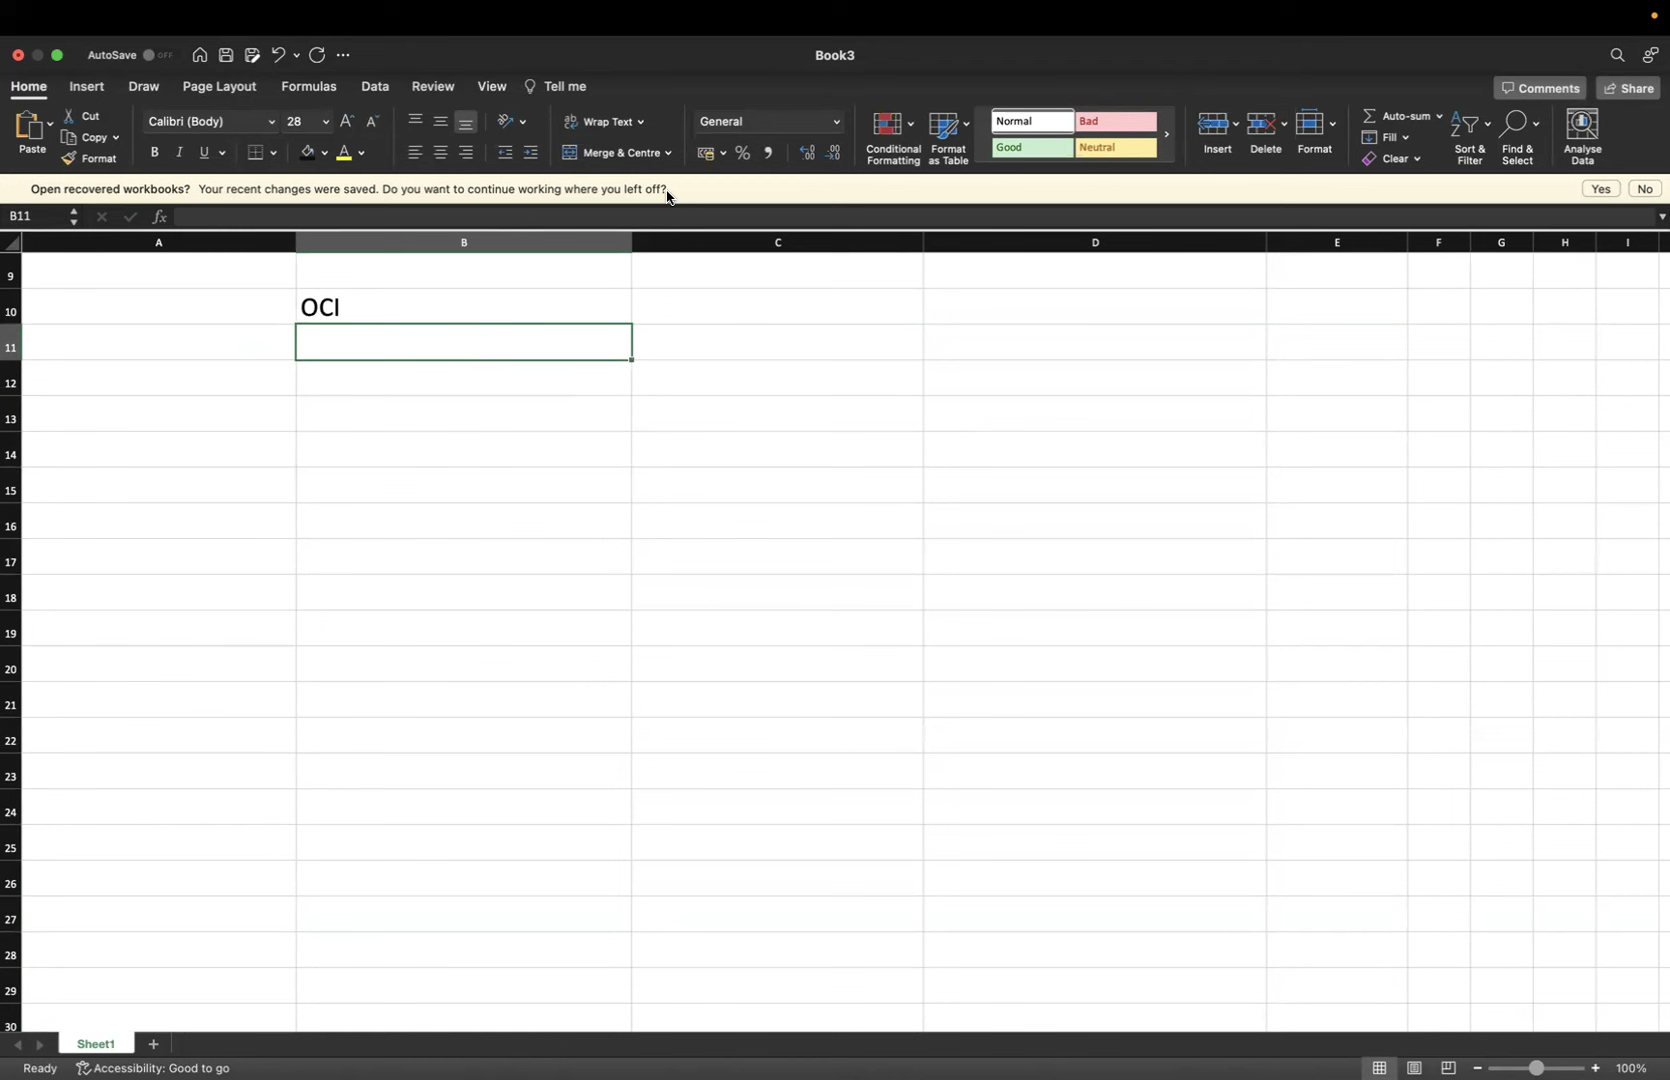 Book3
AutoSave OFF
Home Insert Draw Page Layout Formulas Data Review View Tell me
Comments Share
Paste
Cut
Copy
Format
Calibri (Body) 28
B I U
Wrap Text
Merge & Centre
General
Conditional Formatting
Format as Table
Normal Bad
Good Neutral
Insert Delete Format
Auto-sum
Fill
Clear
Sort & Filter
Find & Select
Analyse Data
Open recovered workbooks? Your recent changes were saved. Do you want to continue working where you left off? Yes No
B11 fx
A B C D E F G H I
9
10 OCI
11
12
13
14
15
16
17
18
19
20
21
22
23
24
25
26
27
28
29
30
Sheet1 +
Ready Accessibility: Good to go 100%